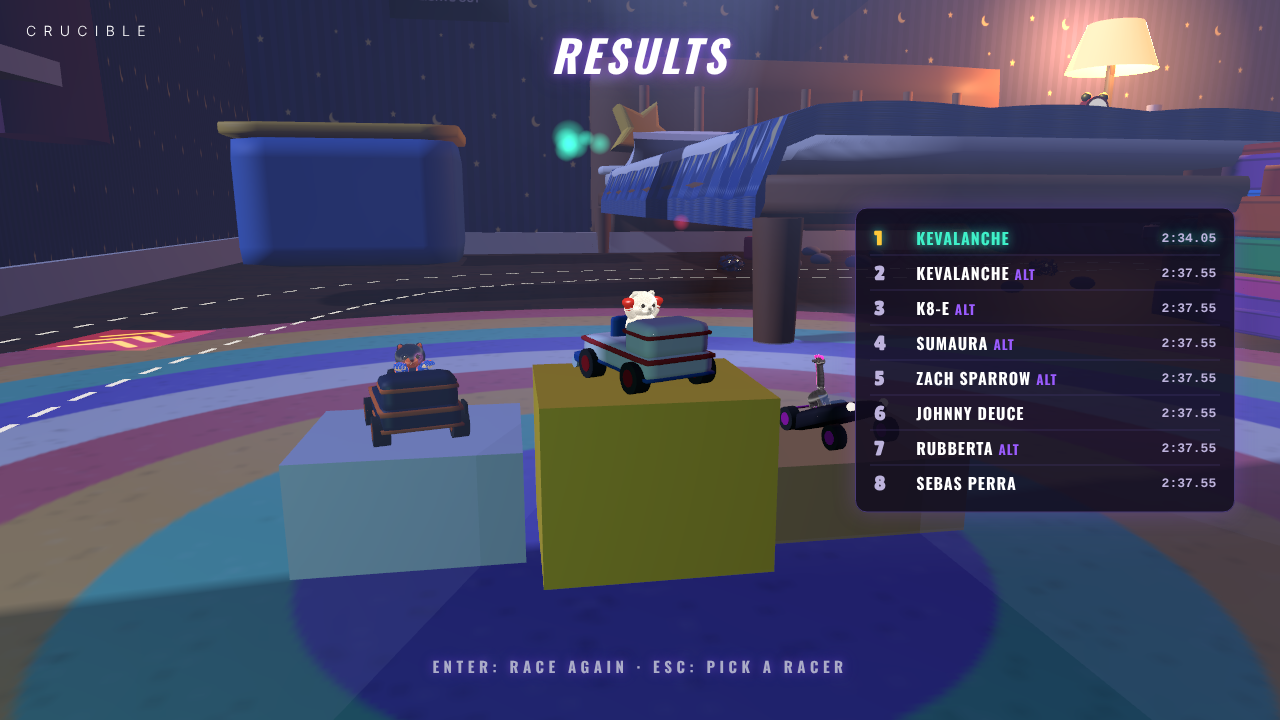 CRUCIBLE
RESULTS
1 KEVALANCHE 2:34.05
2 KEVALANCHE ALT 2:37.55
3 K8-E ALT 2:37.55
4 SUMAURA ALT 2:37.55
5 ZACH SPARROW ALT 2:37.55
6 JOHNNY DEUCE 2:37.55
7 RUBBERTA ALT 2:37.55
8 SEBAS PERRA 2:37.55
ENTER: RACE AGAIN · ESC: PICK A RACER